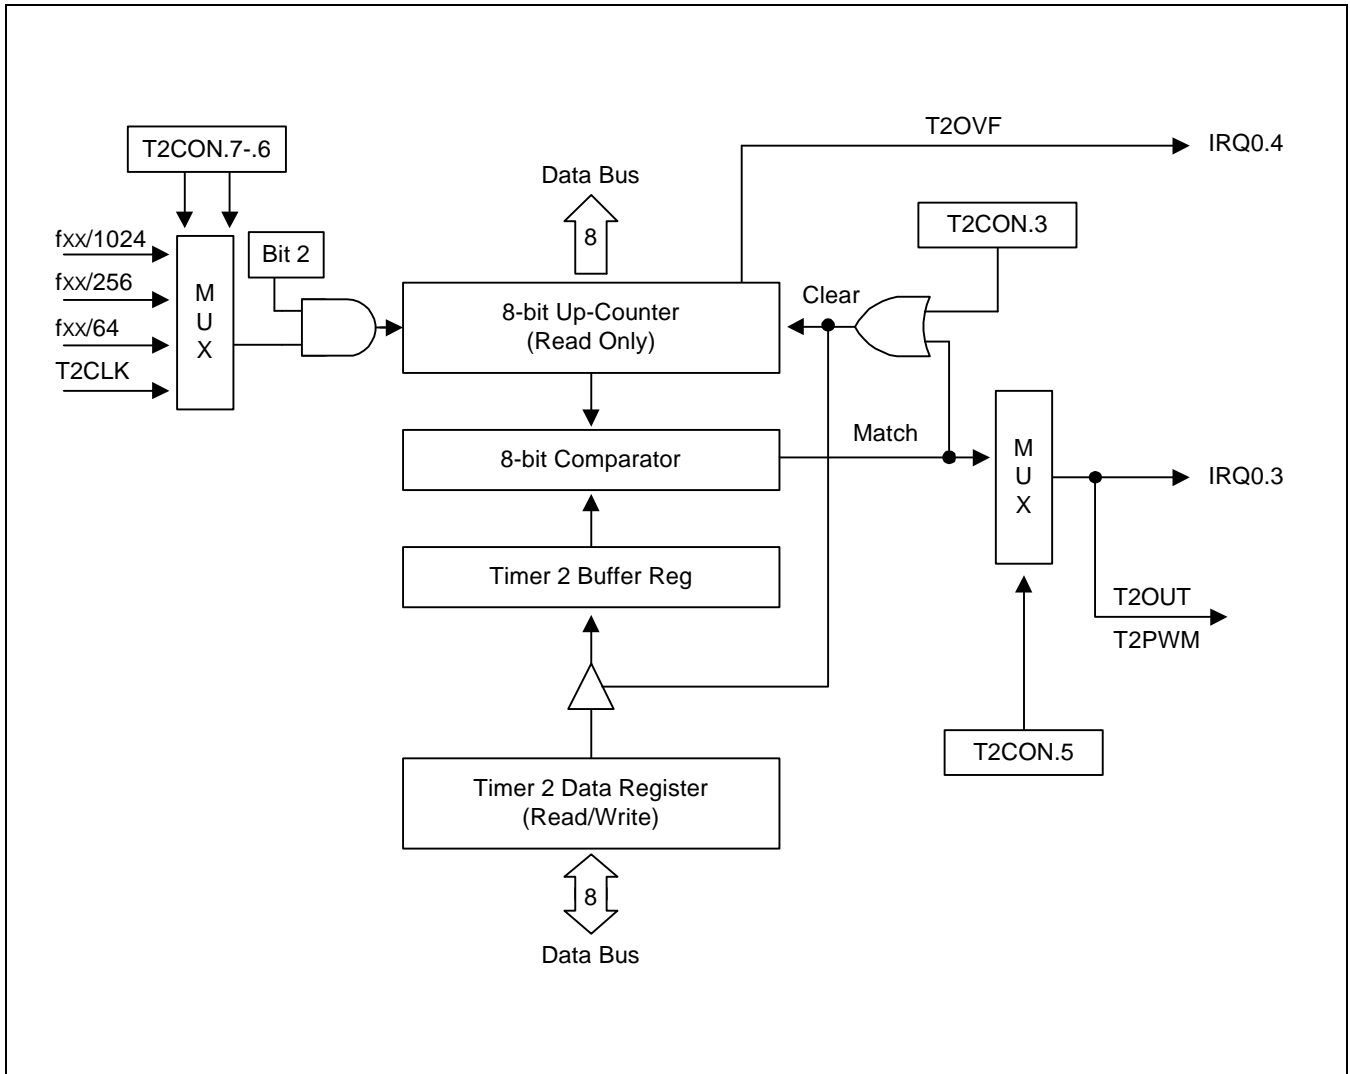 T2OVF
IRQ0.4
T2CON.7-.6
Data Bus
8
T2CON.3
fxx/1024
fxx/256
fxx/64
T2CLK
M
U
X
Bit 2
8-bit Up-Counter
(Read Only)
Clear
8-bit Comparator
Match
M
U
X
IRQ0.3
Timer 2 Buffer Reg
T2OUT
T2PWM
T2CON.5
Timer 2 Data Register
(Read/Write)
8
Data Bus